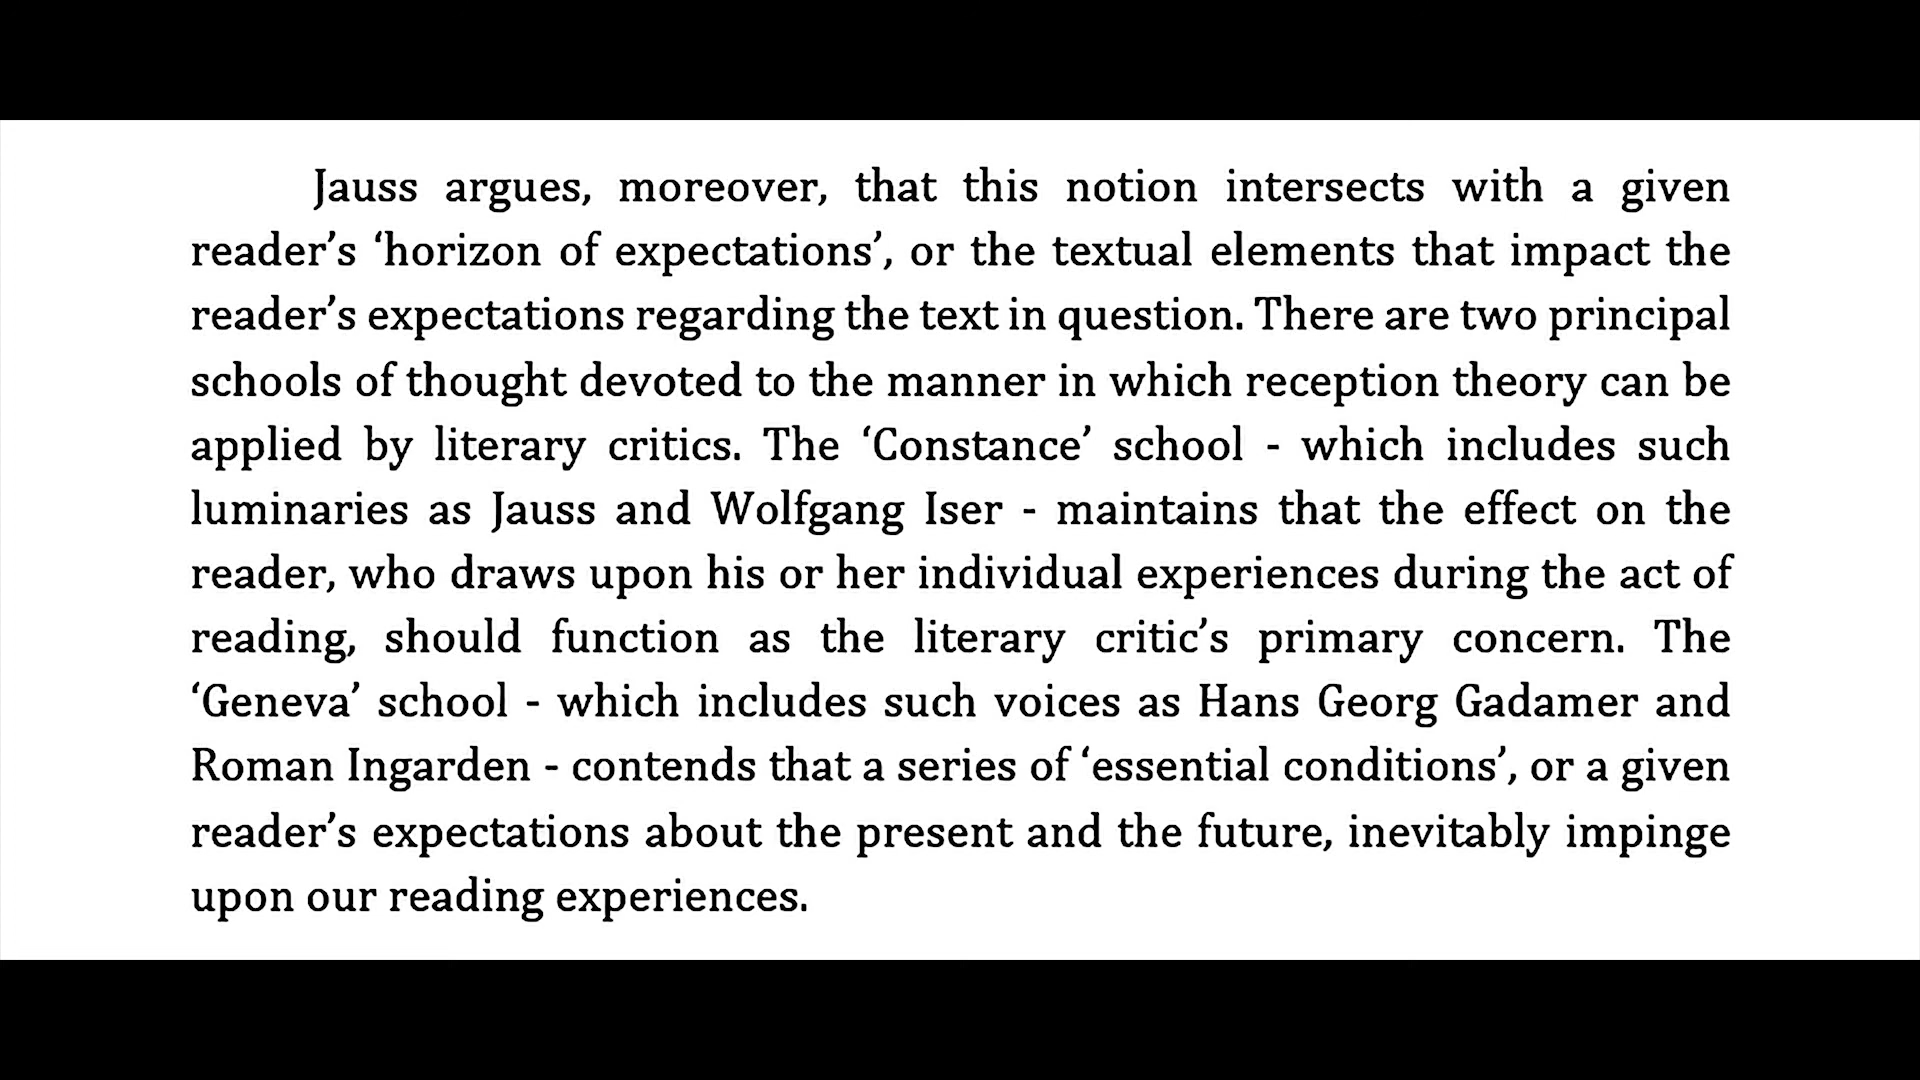 Jauss argues, moreover, that this notion intersects with a given
reader’s ‘horizon of expectations’, or the textual elements that impact the
reader’s expectations regarding the text in question. There are two principal
schools of thought devoted to the manner in which reception theory can be
applied by literary critics. The ‘Constance’ school - which includes such
luminaries as Jauss and Wolfgang Iser - maintains that the effect on the
reader, who draws upon his or her individual experiences during the act of
reading, should function as the literary critic’s primary concern. The
‘Geneva’ school - which includes such voices as Hans Georg Gadamer and
Roman Ingarden - contends that a series of ‘essential conditions’, or a given
reader’s expectations about the present and the future, inevitably impinge
upon our reading experiences.